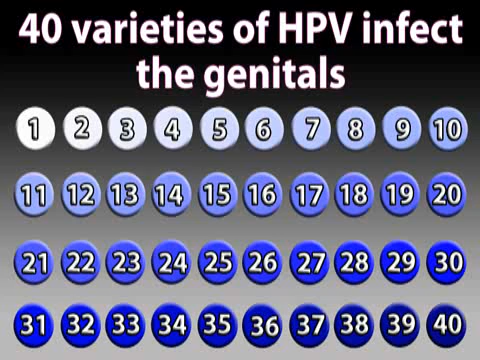 40 varieties of HPV infect
the genitals
1 2 3 4 5 6 7 8 9 10
11 12 13 14 15 16 17 18 19 20
21 22 23 24 25 26 27 28 29 30
31 32 33 34 35 36 37 38 39 40